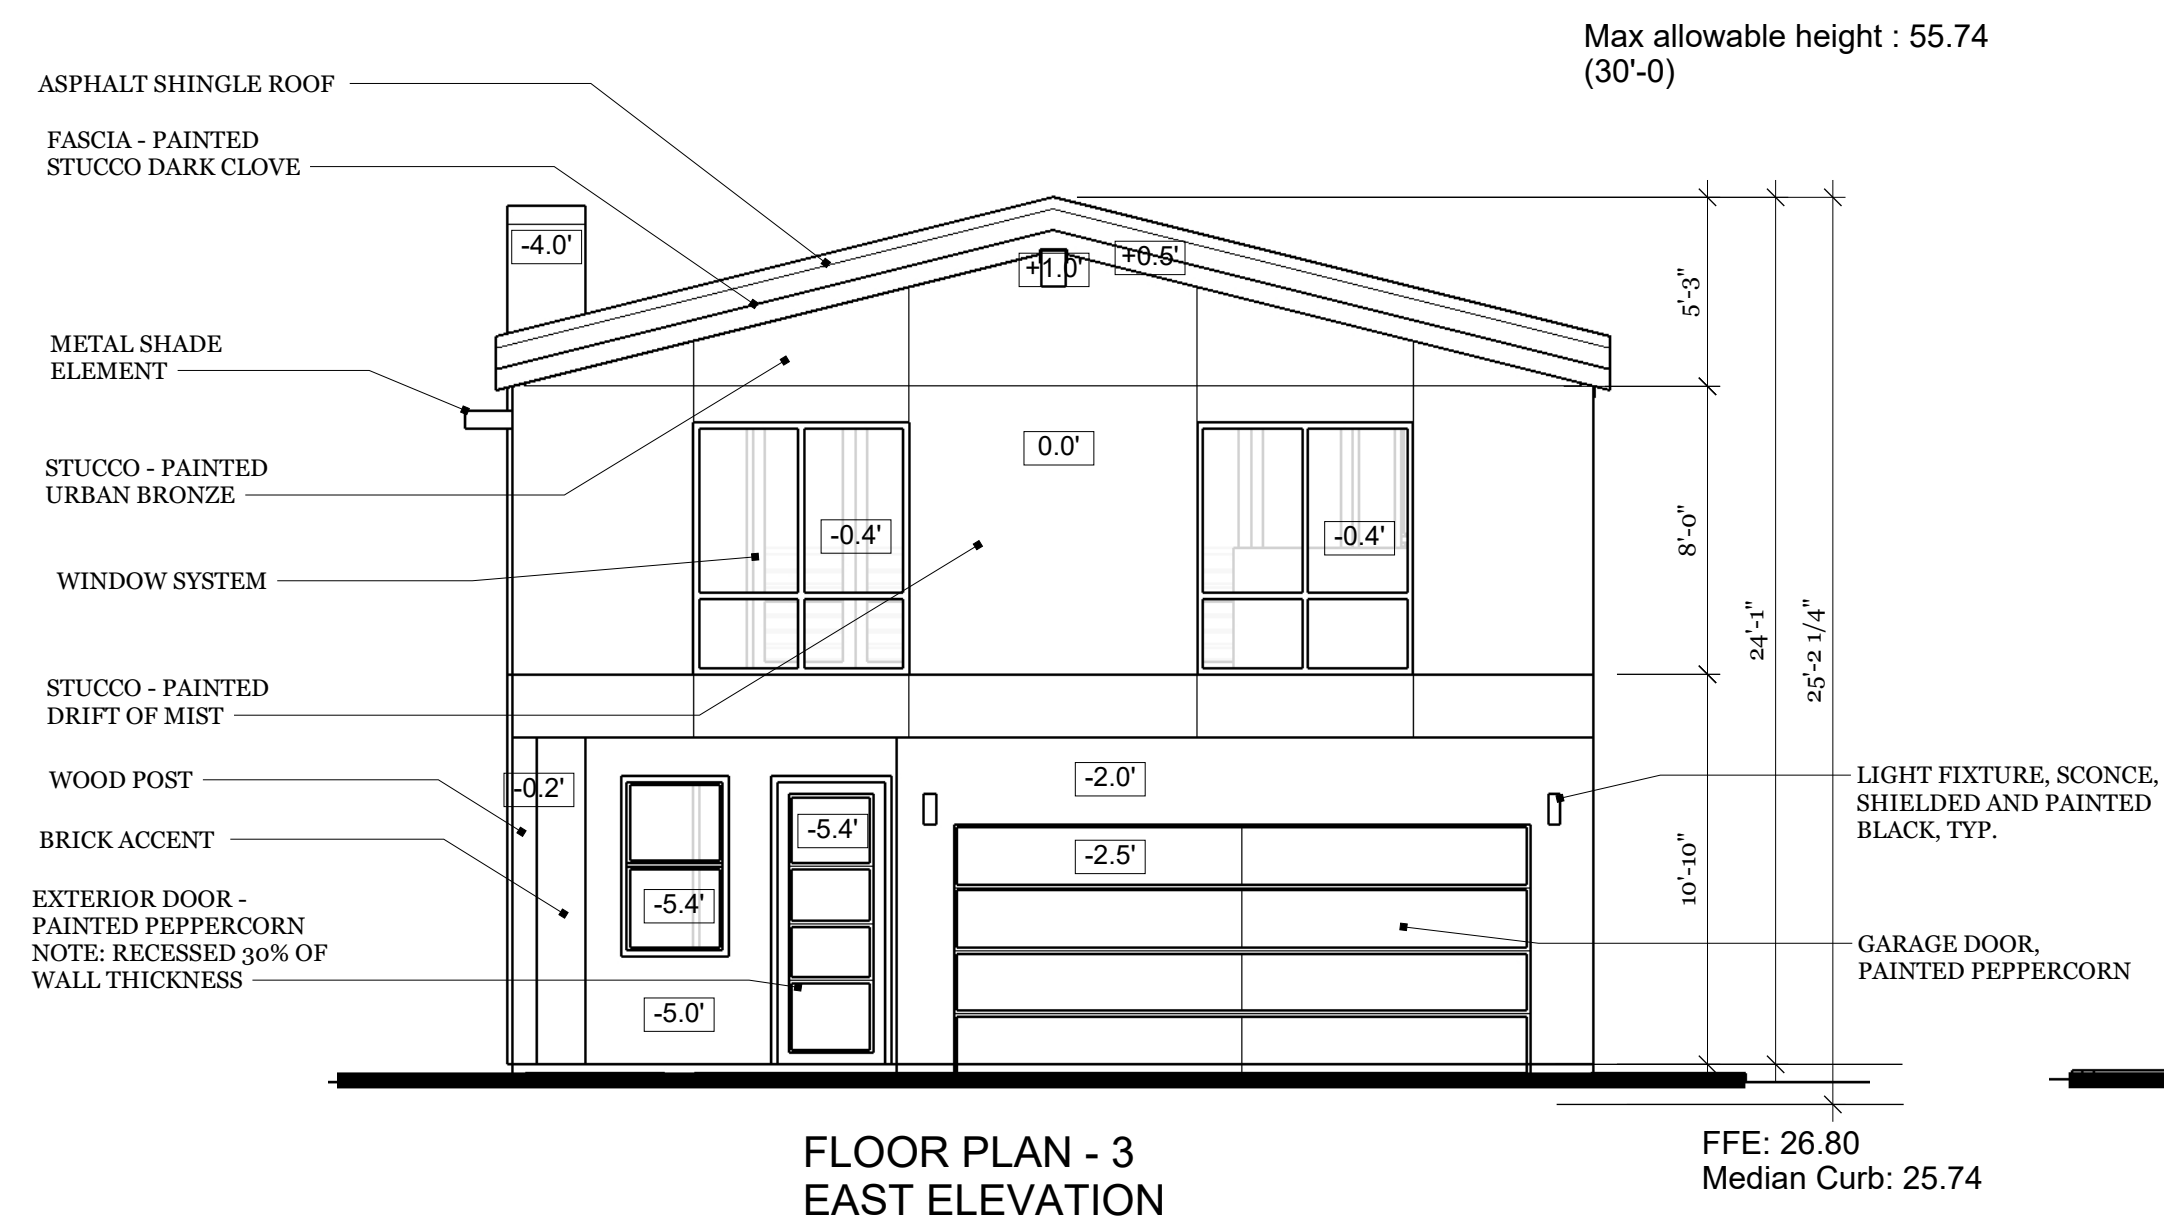 Max allowable height : 55.74
(30'-0)
ASPHALT SHINGLE ROOF
FASCIA - PAINTED
STUCCO DARK CLOVE
METAL SHADE
ELEMENT
STUCCO - PAINTED
URBAN BRONZE
WINDOW SYSTEM
STUCCO - PAINTED
DRIFT OF MIST
WOOD POST
BRICK ACCENT
EXTERIOR DOOR -
PAINTED PEPPERCORN
NOTE: RECESSED 30% OF
WALL THICKNESS
-4.0'
+1.0'
+0.5'
0.0'
-0.4'
-0.4'
-0.2'
-2.0'
-5.4'
-2.5'
-5.4'
-5.0'
5'-3"
8'-0"
10'-10"
24'-1"
25'-2 1/4"
LIGHT FIXTURE, SCONCE,
SHIELDED AND PAINTED
BLACK, TYP.
GARAGE DOOR,
PAINTED PEPPERCORN
FLOOR PLAN - 3
EAST ELEVATION
FFE: 26.80
Median Curb: 25.74